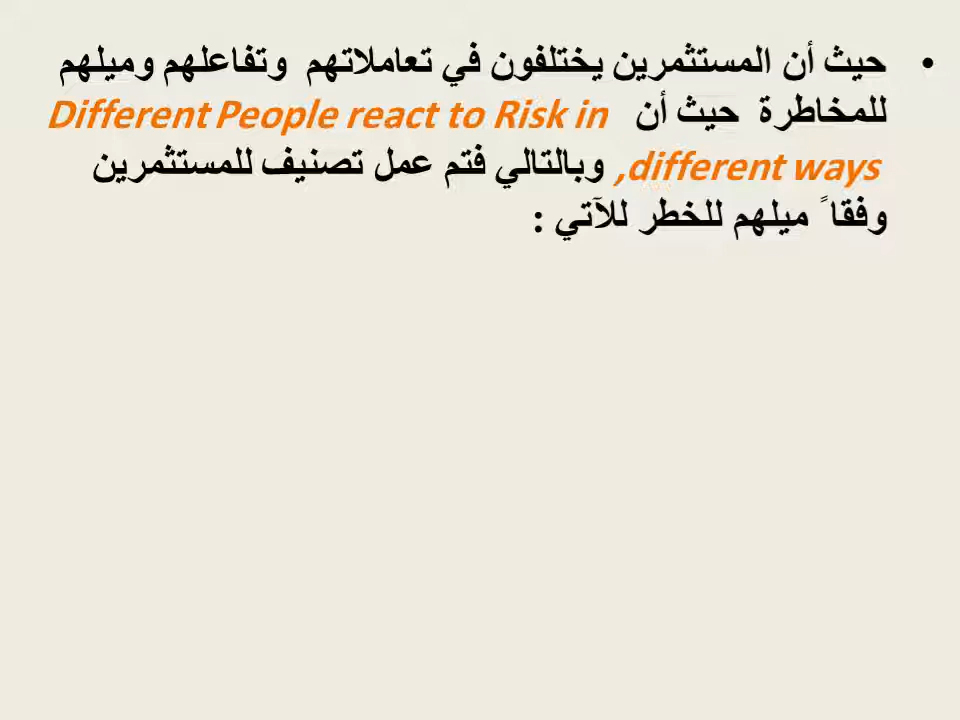 • حيث أن المستثمرين يختلفون في تعاملاتهم وتفاعلهم وميلهم
للمخاطرة حيث أن Different People react to Risk in
different ways, وبالتالي فتم عمل تصنيف للمستثمرين
وفقا ً ميلهم للخطر للآتي :